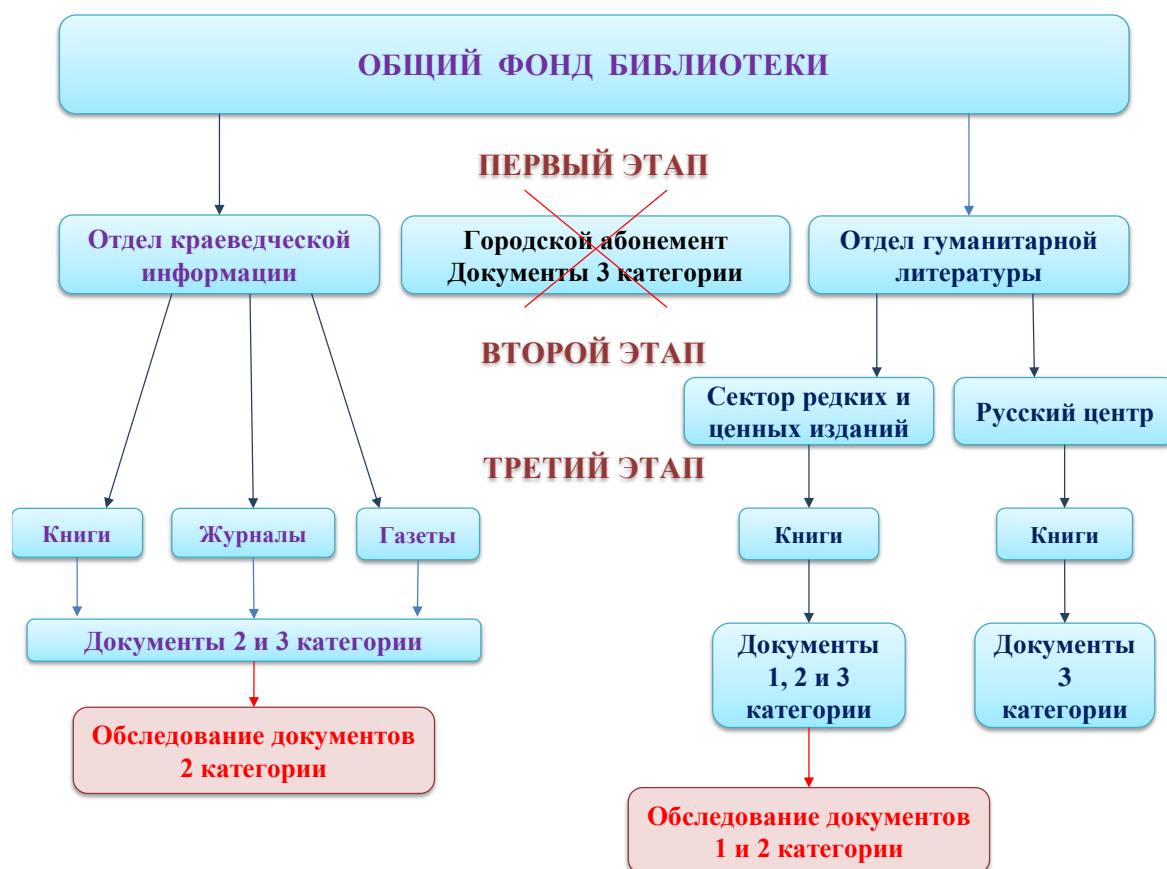 ОБЩИЙ ФОНД БИБЛИОТЕКИ
ПЕРВЫЙ ЭТАП
Отдел краеведческой
информации
Городской абонемент
Документы 3 категории
Отдел гуманитарной
литературы
ВТОРОЙ ЭТАП
Сектор редких и
ценных изданий
Русский центр
ТРЕТИЙ ЭТАП
Книги
Журналы
Газеты
Книги
Книги
Документы 2 и 3 категории
Документы
1, 2 и 3
категории
Документы
3
категории
Обследование документов
2 категории
Обследование документов
1 и 2 категории